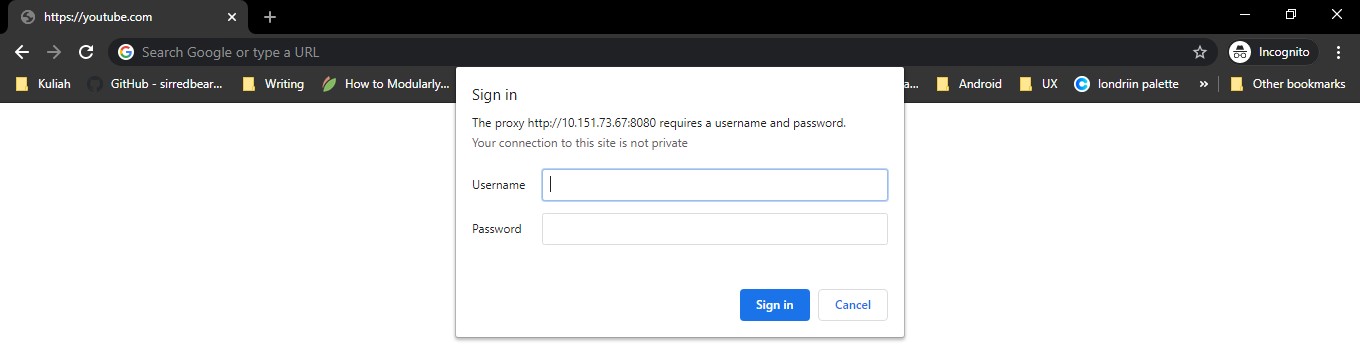 https://youtube.com
Search Google or type a URL
Incognito
Kuliah GitHub - sirredbear... Writing How to Modularly... a... Android UX londriin palette » Other bookmarks
Sign in
The proxy http://10.151.73.67:8080 requires a username and password.
Your connection to this site is not private
Username
Password
Sign in Cancel